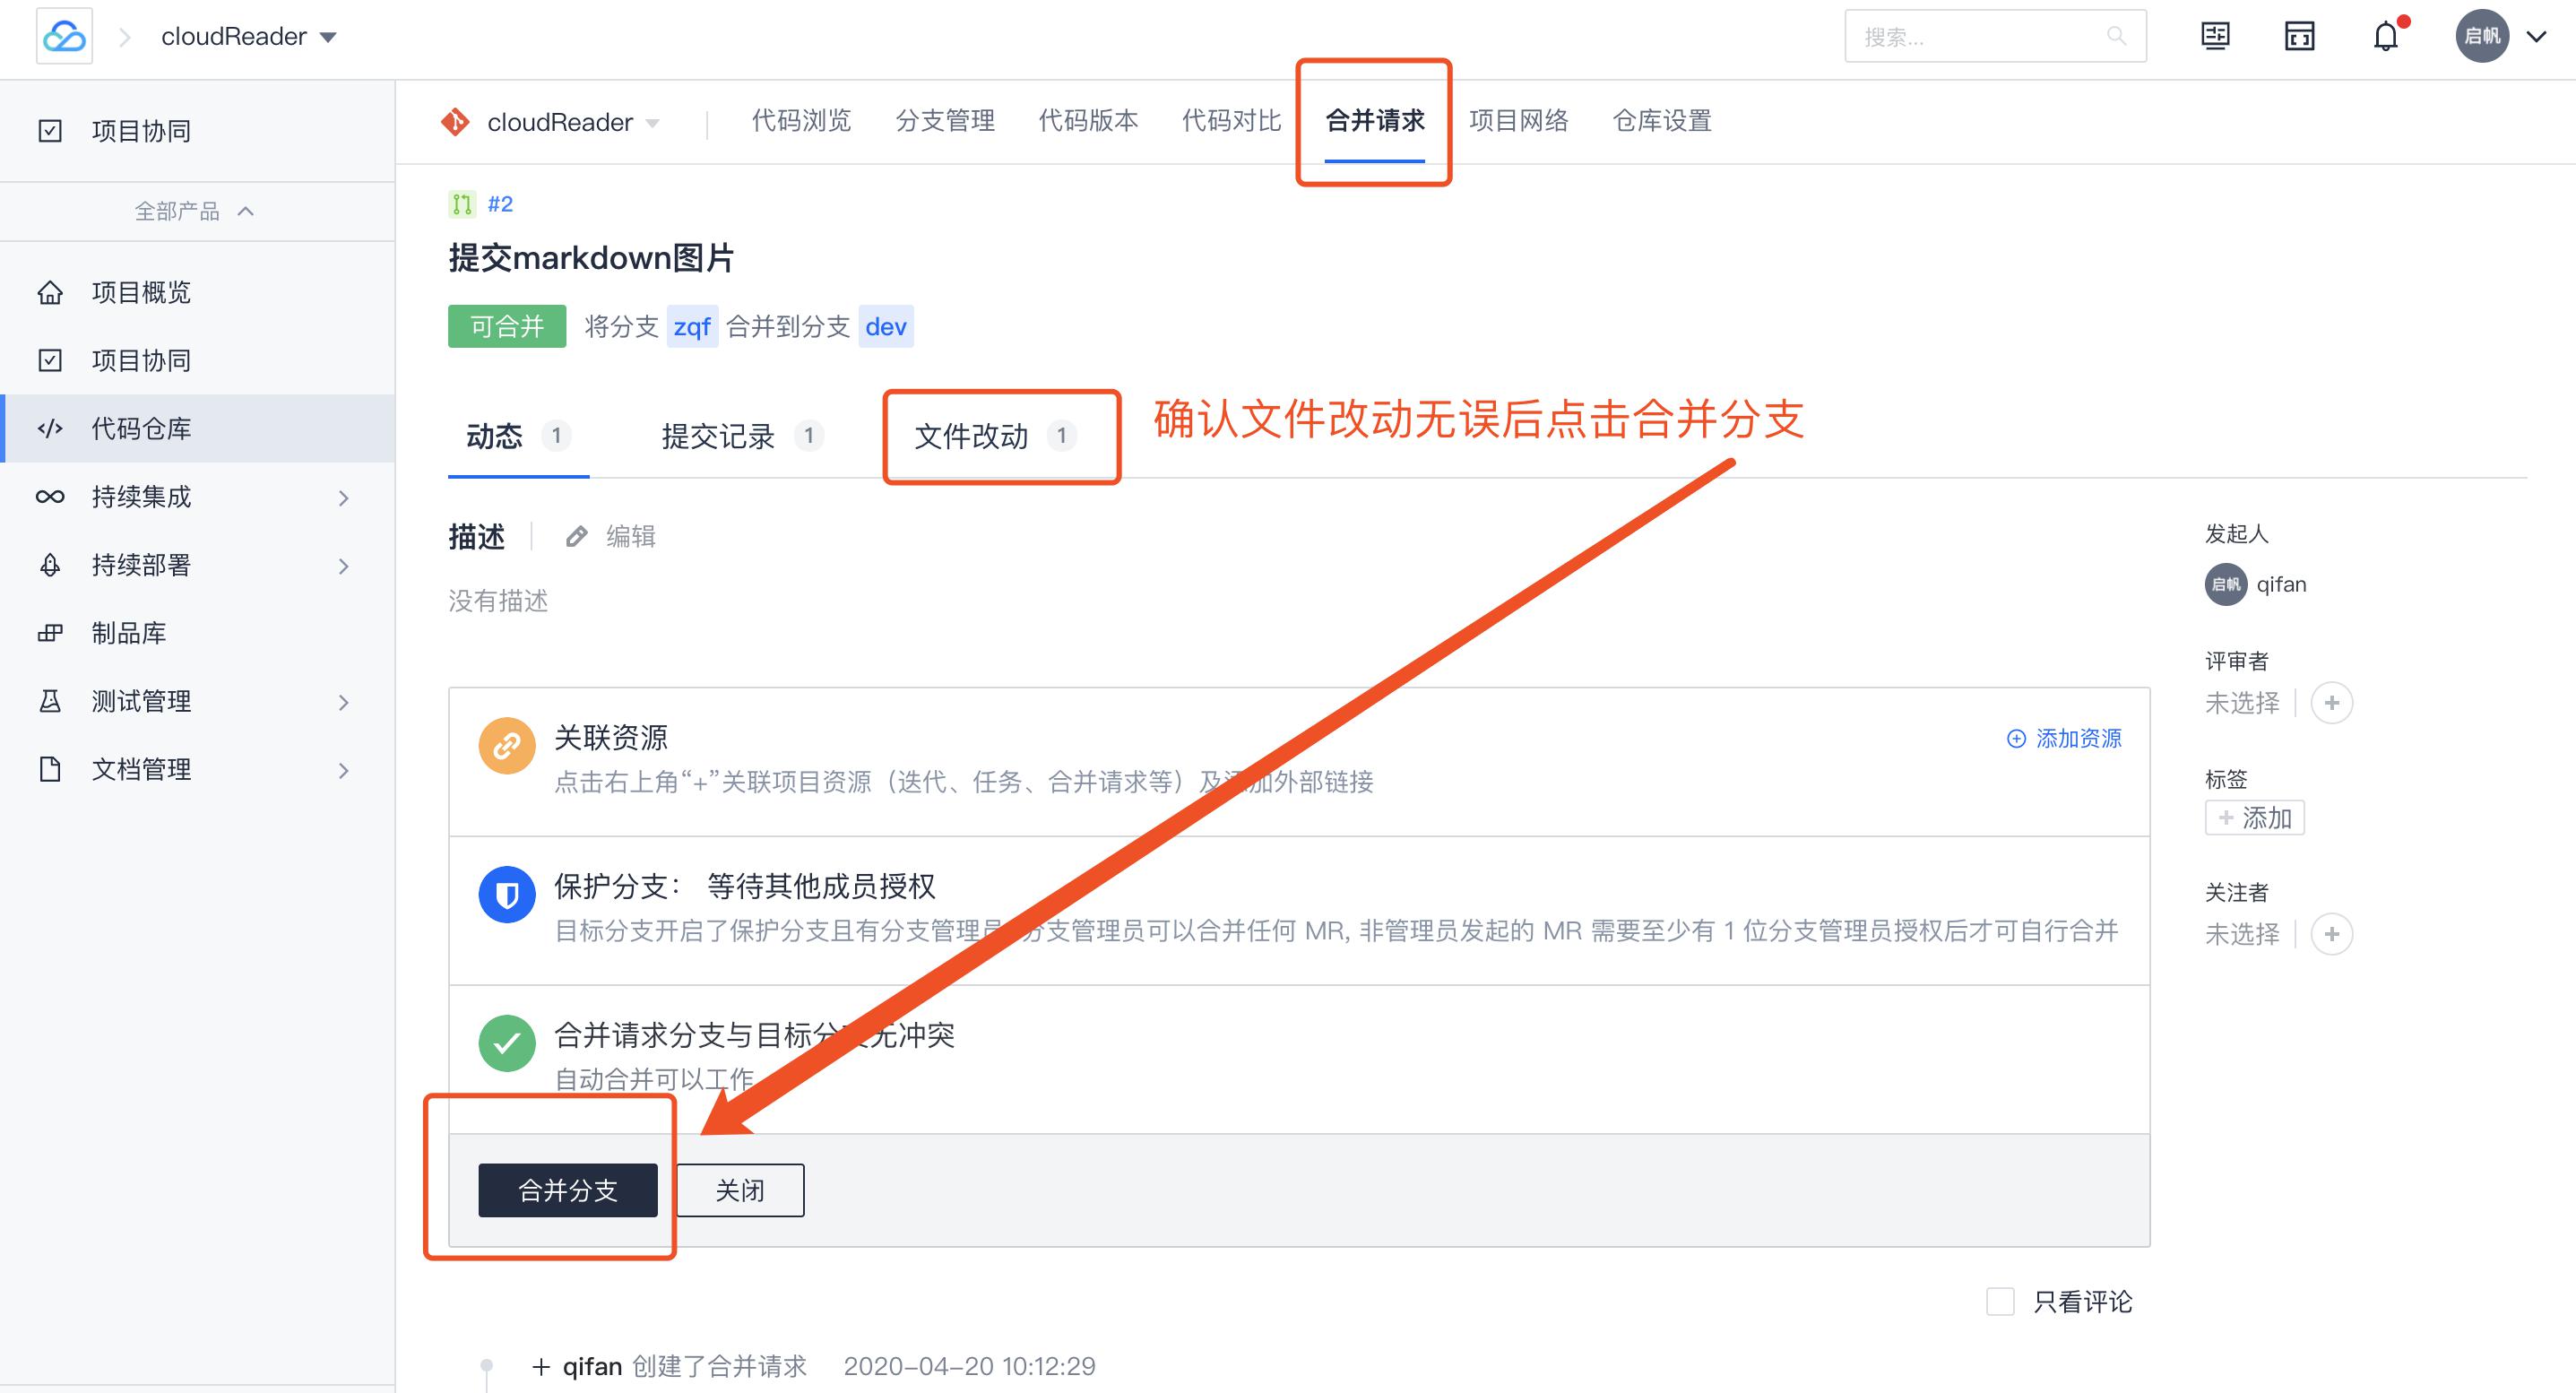 cloudReader
搜索...
启帆
项目协同
全部产品
项目概览
项目协同
代码仓库
持续集成
持续部署
制品库
测试管理
文档管理
cloudReader
代码浏览 分支管理 代码版本 代码对比 合并请求 项目网络 仓库设置
#2
提交markdown图片
可合并 将分支 zqf 合并到分支 dev
动态 1 提交记录 1 文件改动 1
确认文件改动无误后点击合并分支
描述 编辑
没有描述
关联资源
添加资源
点击右上角“+”关联项目资源（迭代、任务、合并请求等）及添加外部链接
保护分支： 等待其他成员授权
目标分支开启了保护分支且有分支管理员 分支管理员可以合并任何 MR, 非管理员发起的 MR 需要至少有 1 位分支管理员授权后才可自行合并
合并请求分支与目标分支无冲突
自动合并可以工作
合并分支 关闭
只看评论
+ qifan 创建了合并请求 2020-04-20 10:12:29
发起人
启帆 qifan
评审者
未选择 +
标签
+ 添加
关注者
未选择 +